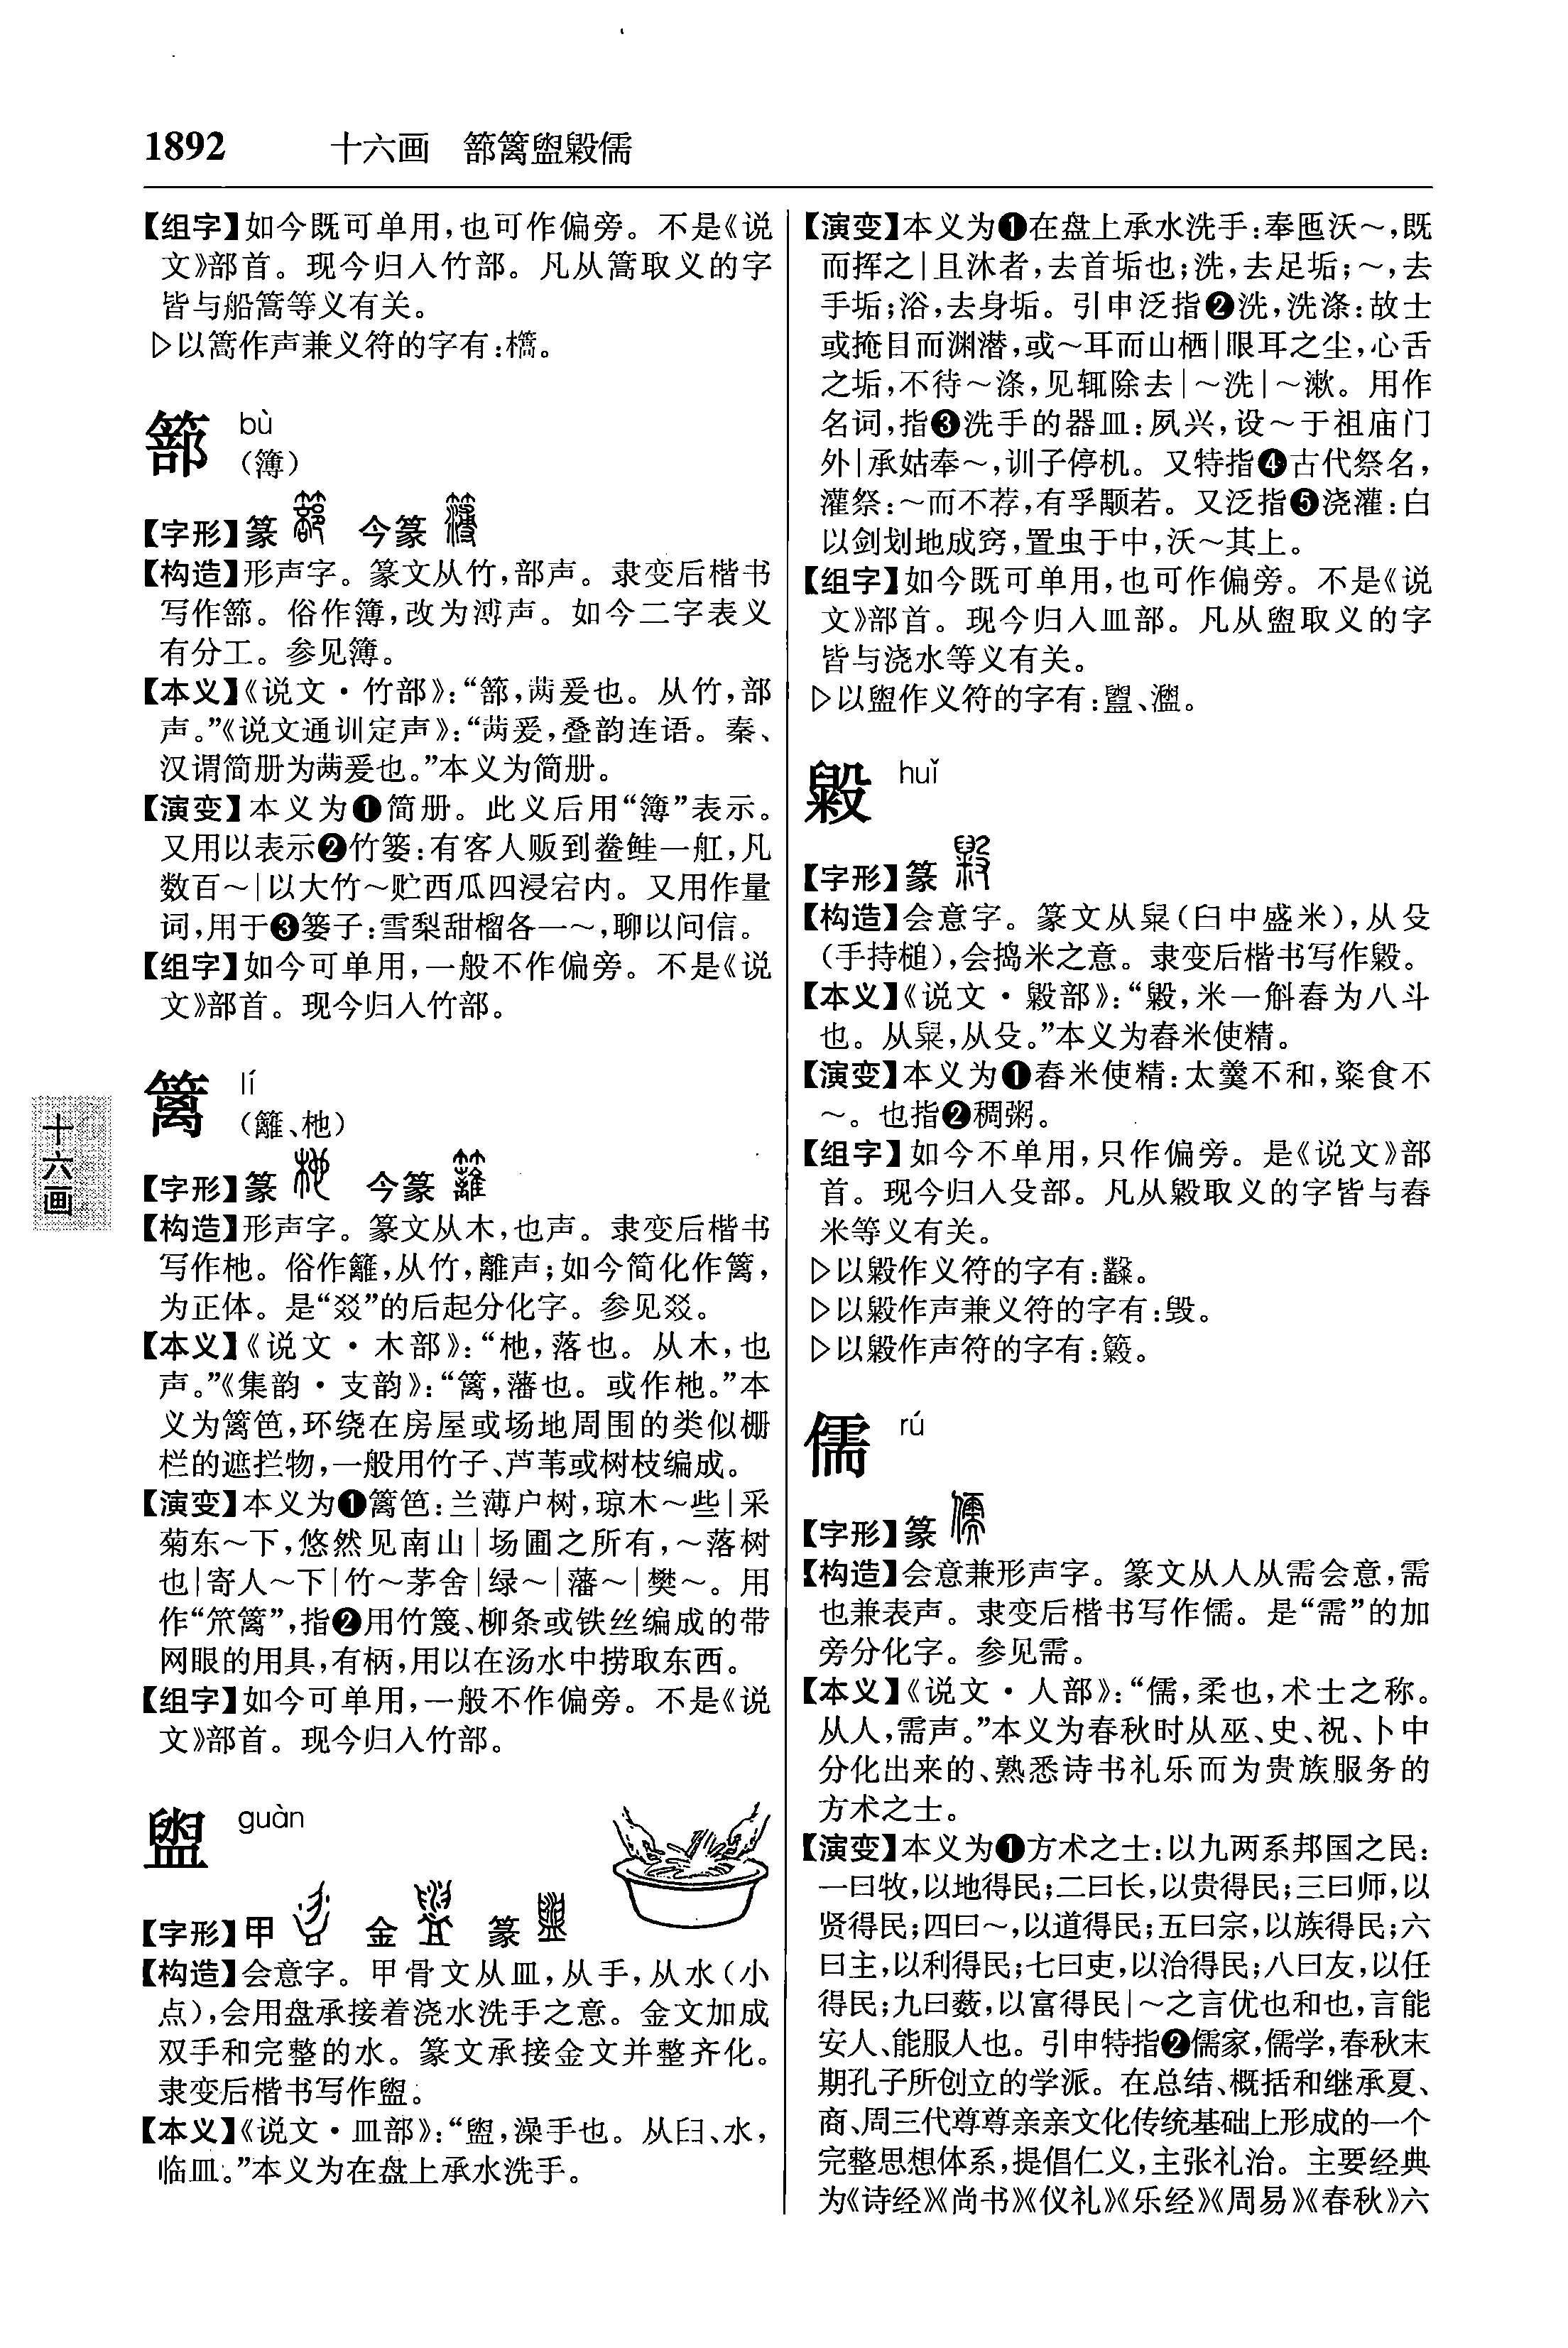 1892 十六画 篰篱盥毇儒
【组字】如今既可单用,也可作偏旁。不是《说
文》部首。现今归入竹部。凡从篙取义的字
皆与船篙等义有关。
▷以篙作声兼义符的字有:
篰 bù
(簿)
【字形】篆 今篆
【构造】形声字。篆文从竹,部声。隶变后楷书
写作篰。俗作簿,改为溥声。如今二字表义
有分工。参见簿。
【本义】《说文·竹部》:“篰,㒼爰也。从竹,部
声。”《说文通训定声》:“㒼爰,叠韵连语。秦、
汉谓简册为㒼爰也。”本义为简册。
【演变】本义为❶简册。此义后用“簿”表示。
又用以表示❷竹篓:有客人贩到鲞鲑一舡,凡
数百~|以大竹~贮西瓜四浸宕内。又用作量
词,用于❸篓子:雪梨甜榴各一~,聊以问信。
【组字】如今可单用,一般不作偏旁。不是《说
文》部首。现今归入竹部。
篱 lí
(籬、杝)
【字形】篆 今篆
【构造】形声字。篆文从木,也声。隶变后楷书
写作杝。俗作籬,从竹,離声;如今简化作篱,
为正体。是“㸚”的后起分化字。参见㸚。
【本义】《说文·木部》:“杝,落也。从木,也
声。”《集韵·支韵》:“篱,藩也。或作杝。”本
义为篱笆,环绕在房屋或场地周围的类似栅
栏的遮拦物,一般用竹子、芦苇或树枝编成。
【演变】本义为❶篱笆:兰薄户树,琼木~些|采
菊东~下,悠然见南山|场圃之所有,~落树
也|寄人~下|竹~茅舍|绿~|藩~|樊~。用
作“笊篱”,指❷用竹篾、柳条或铁丝编成的带
网眼的用具,有柄,用以在汤水中捞取东西。
【组字】如今可单用,一般不作偏旁。不是《说
文》部首。现今归入竹部。
盥 guàn
【字形】甲 金 篆
【构造】会意字。甲骨文从皿,从手,从水(小
点),会用盘承接着浇水洗手之意。金文加成
双手和完整的水。篆文承接金文并整齐化。
隶变后楷书写作盥。
【本义】《说文·皿部》:“盥,澡手也。从臼、水,
临皿。”本义为在盘上承水洗手。
十六画
【演变】本义为❶在盘上承水洗手:奉匜沃~,既
而挥之|且沐者,去首垢也;洗,去足垢;~,去
手垢;浴,去身垢。引申泛指❷洗,洗涤:故士
或掩目而渊潜,或~耳而山栖|眼耳之尘,心舌
之垢,不待~涤,见辄除去|~洗|~漱。用作
名词,指❸洗手的器皿:夙兴,设~于祖庙门
外|承姑奉~,训子停机。又特指❹古代祭名,
灌祭:~而不荐,有孚颙若。又泛指❺浇灌:白
以剑划地成窍,置虫于中,沃~其上。
【组字】如今既可单用,也可作偏旁。不是《说
文》部首。现今归入皿部。凡从盥取义的字
皆与浇水等义有关。
▷以盥作义符的字有:
毇 huǐ
【字形】篆
【构造】会意字。篆文从臼米(臼中盛米),从殳
(手持槌),会捣米之意。隶变后楷书写作毇。
【本义】《说文·毇部》:“毇,米一斛舂为八斗
也。从臼米,从殳。”本义为舂米使精。
【演变】本义为❶舂米使精:太羹不和,粢食不
~。也指❷稠粥。
【组字】如今不单用,只作偏旁。是《说文》部
首。现今归入殳部。凡从毇取义的字皆与舂
米等义有关。
▷以毇作义符的字有:
▷以毇作声兼义符的字有:毁。
▷以毇作声符的字有:
儒 rú
【字形】篆
【构造】会意兼形声字。篆文从人从需会意,需
也兼表声。隶变后楷书写作儒。是“需”的加
旁分化字。参见需。
【本义】《说文·人部》:“儒,柔也,术士之称。
从人,需声。”本义为春秋时从巫、史、祝、卜中
分化出来的、熟悉诗书礼乐而为贵族服务的
方术之士。
【演变】本义为❶方术之士:以九两系邦国之民:
一曰牧,以地得民;二曰长,以贵得民;三曰师,以
贤得民;四曰~,以道得民;五曰宗,以族得民;六
曰主,以利得民;七曰吏,以治得民;八曰友,以任
得民;九曰薮,以富得民|~之言优也和也,言能
安人、能服人也。引申特指❷儒家,儒学,春秋末
期孔子所创立的学派。在总结、概括和继承夏、
商、周三代尊尊亲亲文化传统基础上形成的一个
完整思想体系,提倡仁义,主张礼治。主要经典
为《诗经》《尚书》《仪礼》《乐经》《周易》《春秋》六